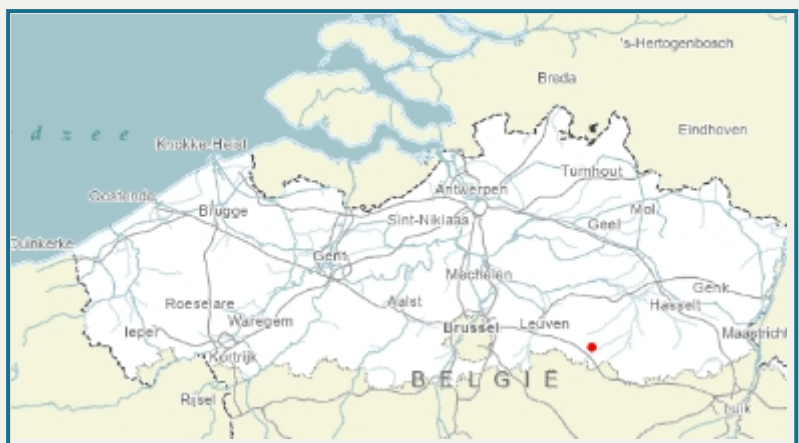 's-Hertogenbosch
Breda
d z e e
Eindhoven
Knokke-Heist
Turnhout
Oostende
Antwerpen
Brugge
Mol
Sint-Niklaas
Geel
Duinkerke
Gent
Mechelen
Genk
Roeselare
Aalst
Hasselt
Waregem
Leuven
Ieper
Brussel
Maastricht
Kortrijk
BELGIË
Rijsel
Luik